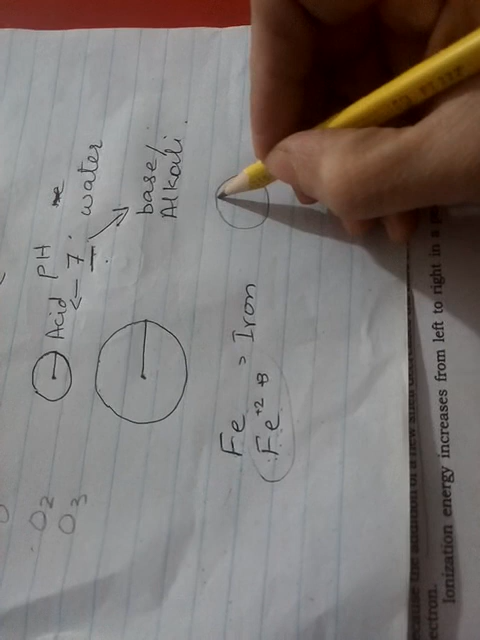 PH
Acid ← 7. water
base/
Alkali.
O2
O3
Fe = Iron
Fe+2 +3
ctron.
Ionization energy increases from left to right in a